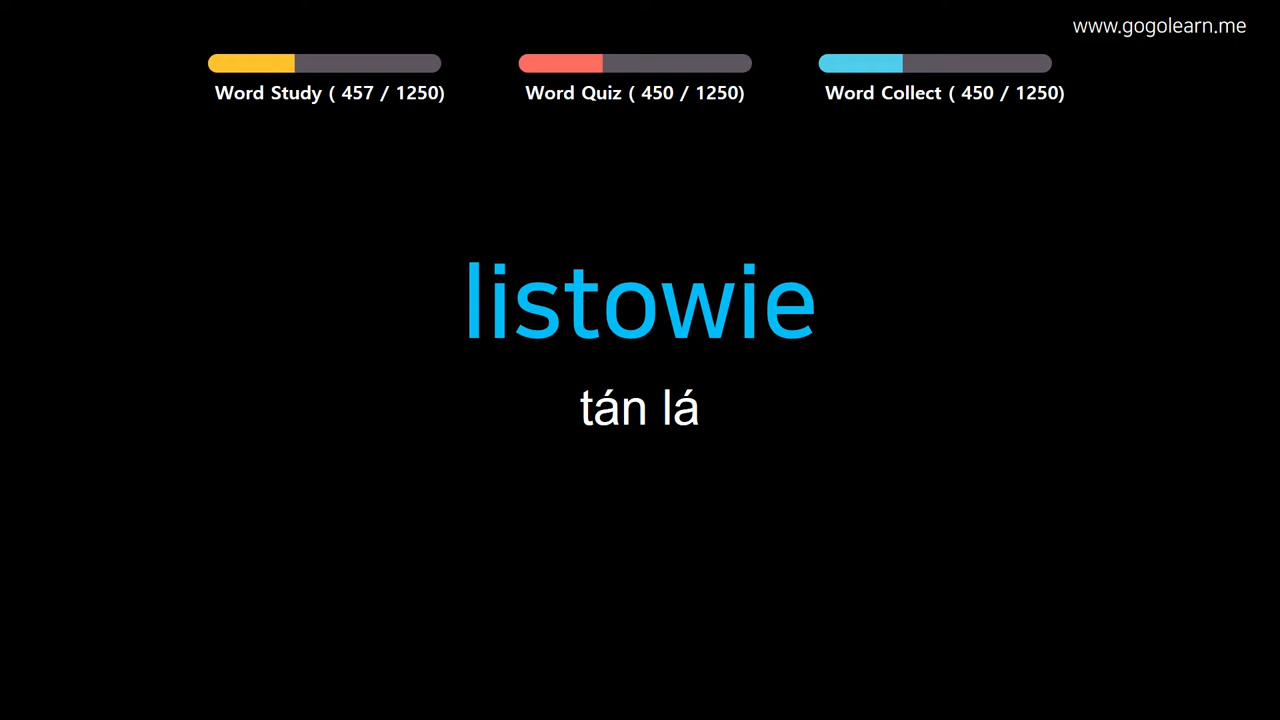 www.gogolearn.me
Word Study ( 457 / 1250)
Word Quiz ( 450 / 1250)
Word Collect ( 450 / 1250)
listowie
tán lá